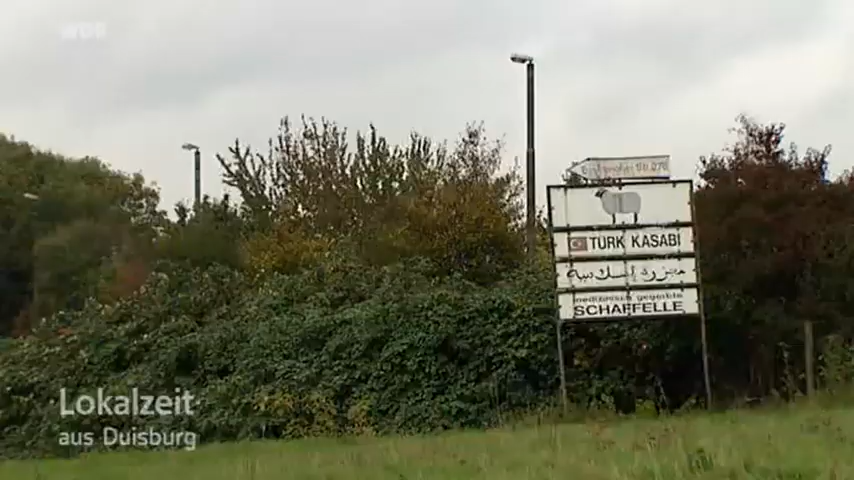 WDR
TÜRK KASABI
medizinisch gegerbte
SCHAFFELLE
Lokalzeit
aus Duisburg